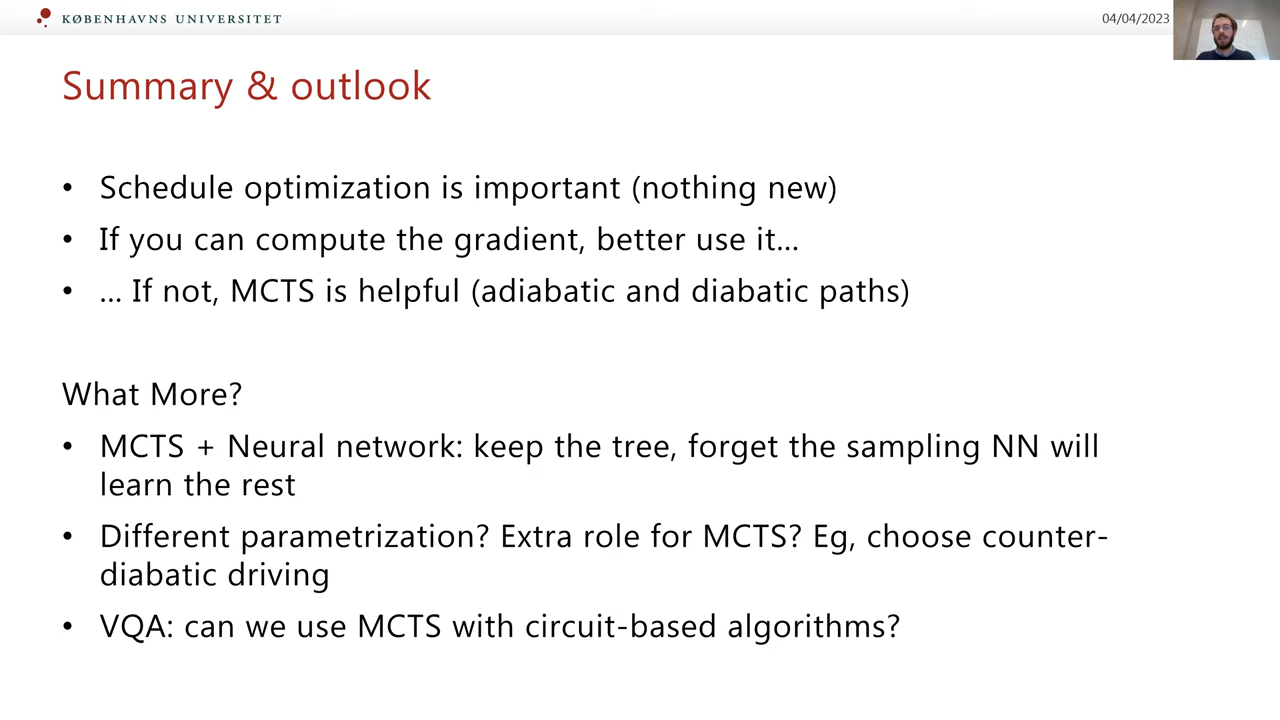 KØBENHAVNS UNIVERSITET
04/04/2023
Summary & outlook
• Schedule optimization is important (nothing new)
• If you can compute the gradient, better use it…
• … If not, MCTS is helpful (adiabatic and diabatic paths)
What More?
• MCTS + Neural network: keep the tree, forget the sampling NN will
learn the rest
• Different parametrization? Extra role for MCTS? Eg, choose counter-
diabatic driving
• VQA: can we use MCTS with circuit-based algorithms?